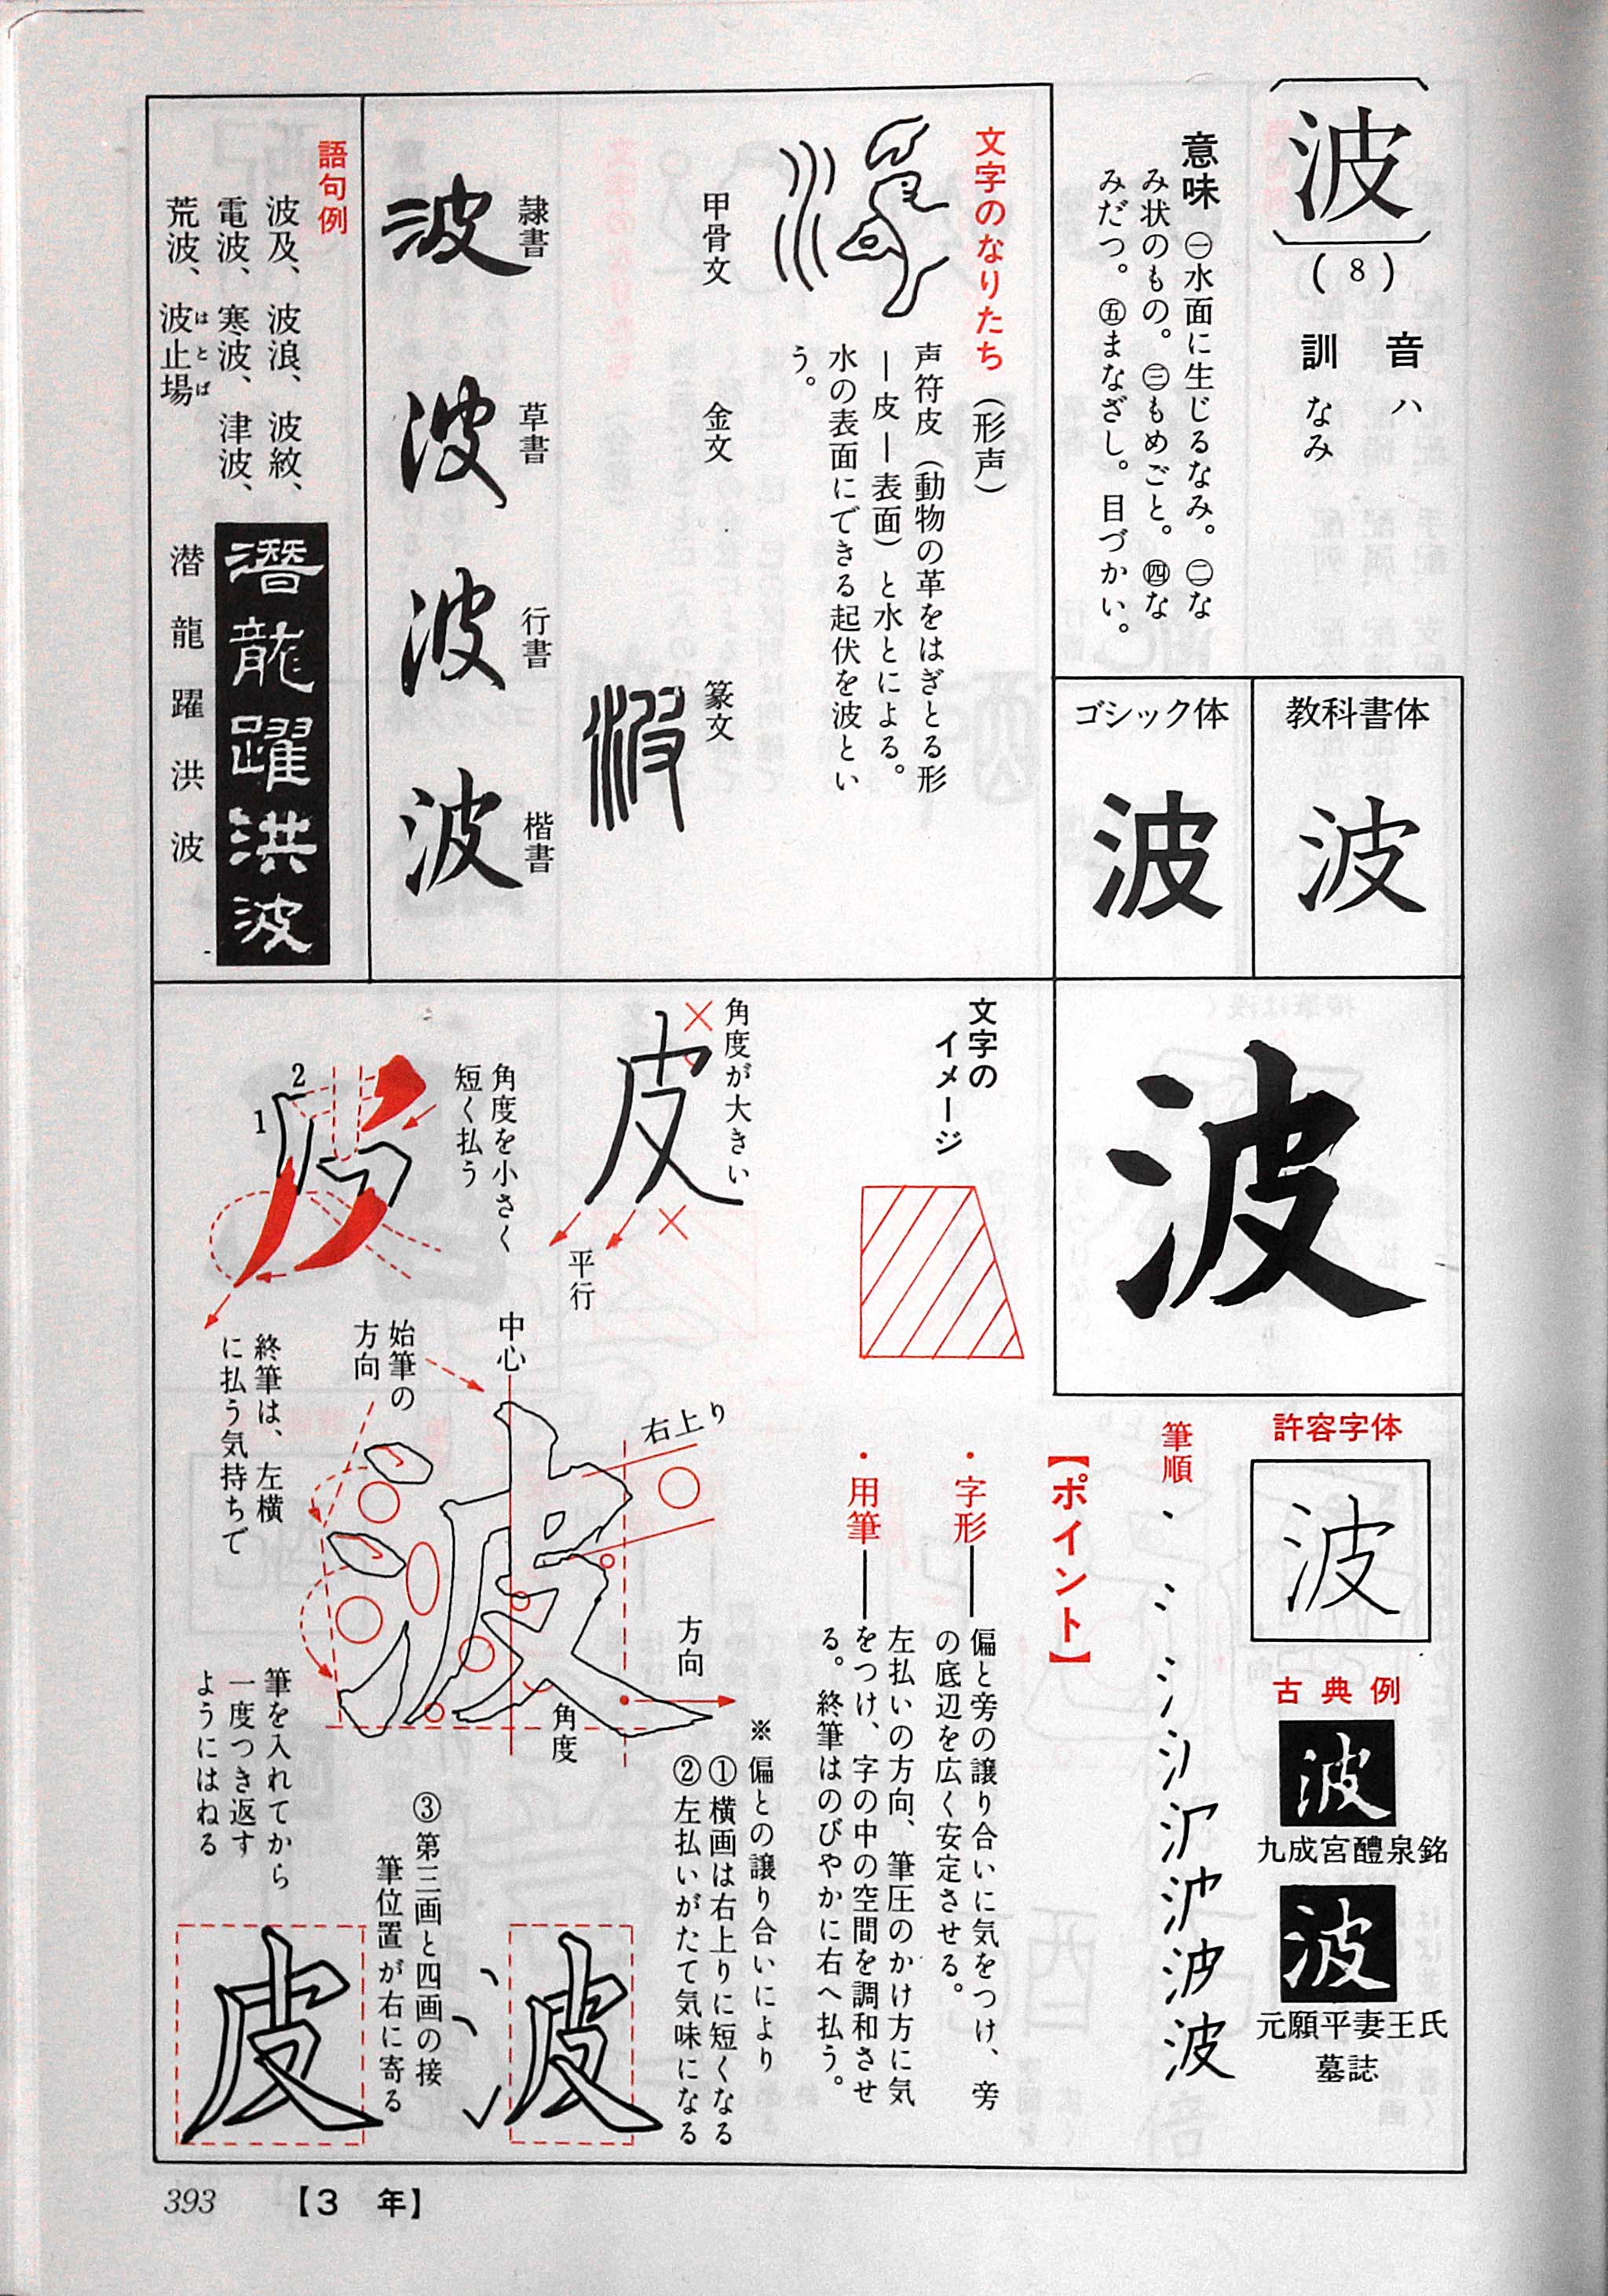 波
(8)
音 ハ
訓 なみ
意味 ㊀水面に生じるなみ。㊁な
み状のもの。㊂もめごと。㊃な
みだつ。㊄まなざし。目づかい。
教科書体
波
ゴシック体
波
文字のなりたち (形声)
声符皮(動物の革をはぎとる形
ー皮ー表面)と水とによる。
水の表面にできる起伏を波とい
う。
甲骨文
金文
篆文
隷書
波
草書
波
行書
波
楷書
波
語句例
波及、波浪、波紋、
電波、寒波、津波、
荒波、波止場
はとば
潜龍躍洪波
潜龍躍洪波
波
許容字体
波
古典例
波
九成宮醴泉銘
波
元願平妻王氏
墓誌
筆順
波
【ポイント】
・字形―偏と旁の譲り合いに気をつけ、旁
の底辺を広く安定させる。
・用筆―左払いの方向、筆圧のかけ方に気
をつけ、字の中の空間を調和させ
る。終筆はのびやかに右へ払う。
文字の
イメージ
角度が大きい
皮
平行
角度を小さく
短く払う
1
2
終筆は、左横
に払う気持ちで
始筆の
方向
中心
右上り
波
方向
角度
筆を入れてから
一度つき返す
ようにはねる
※偏との譲り合いにより
①横画は右上りに短くなる
②左払いがたて気味になる
③第三画と四画の接
筆位置が右に寄る
波
皮
393
【3 年】